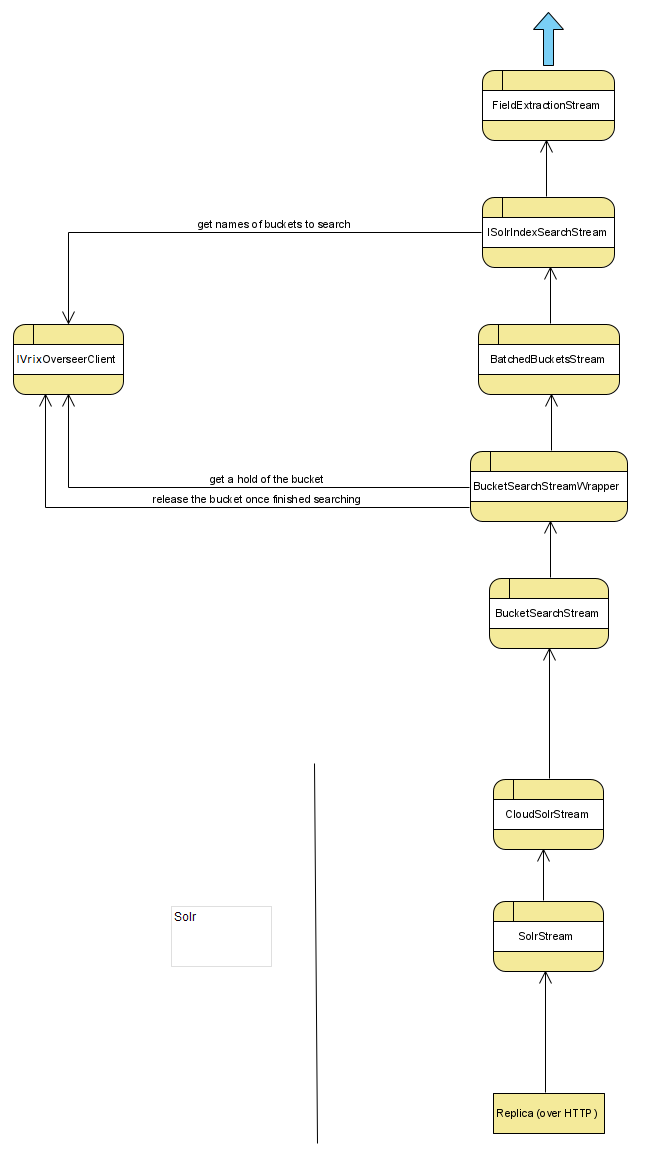 FieldExtractionStream
get names of buckets to search
ISolrIndexSearchStream
IVrixOverseerClient
BatchedBucketsStream
get a hold of the bucket
BucketSearchStreamWrapper
release the bucket once finished searching
BucketSearchStream
CloudSolrStream
Solr
SolrStream
Replica (over HTTP)